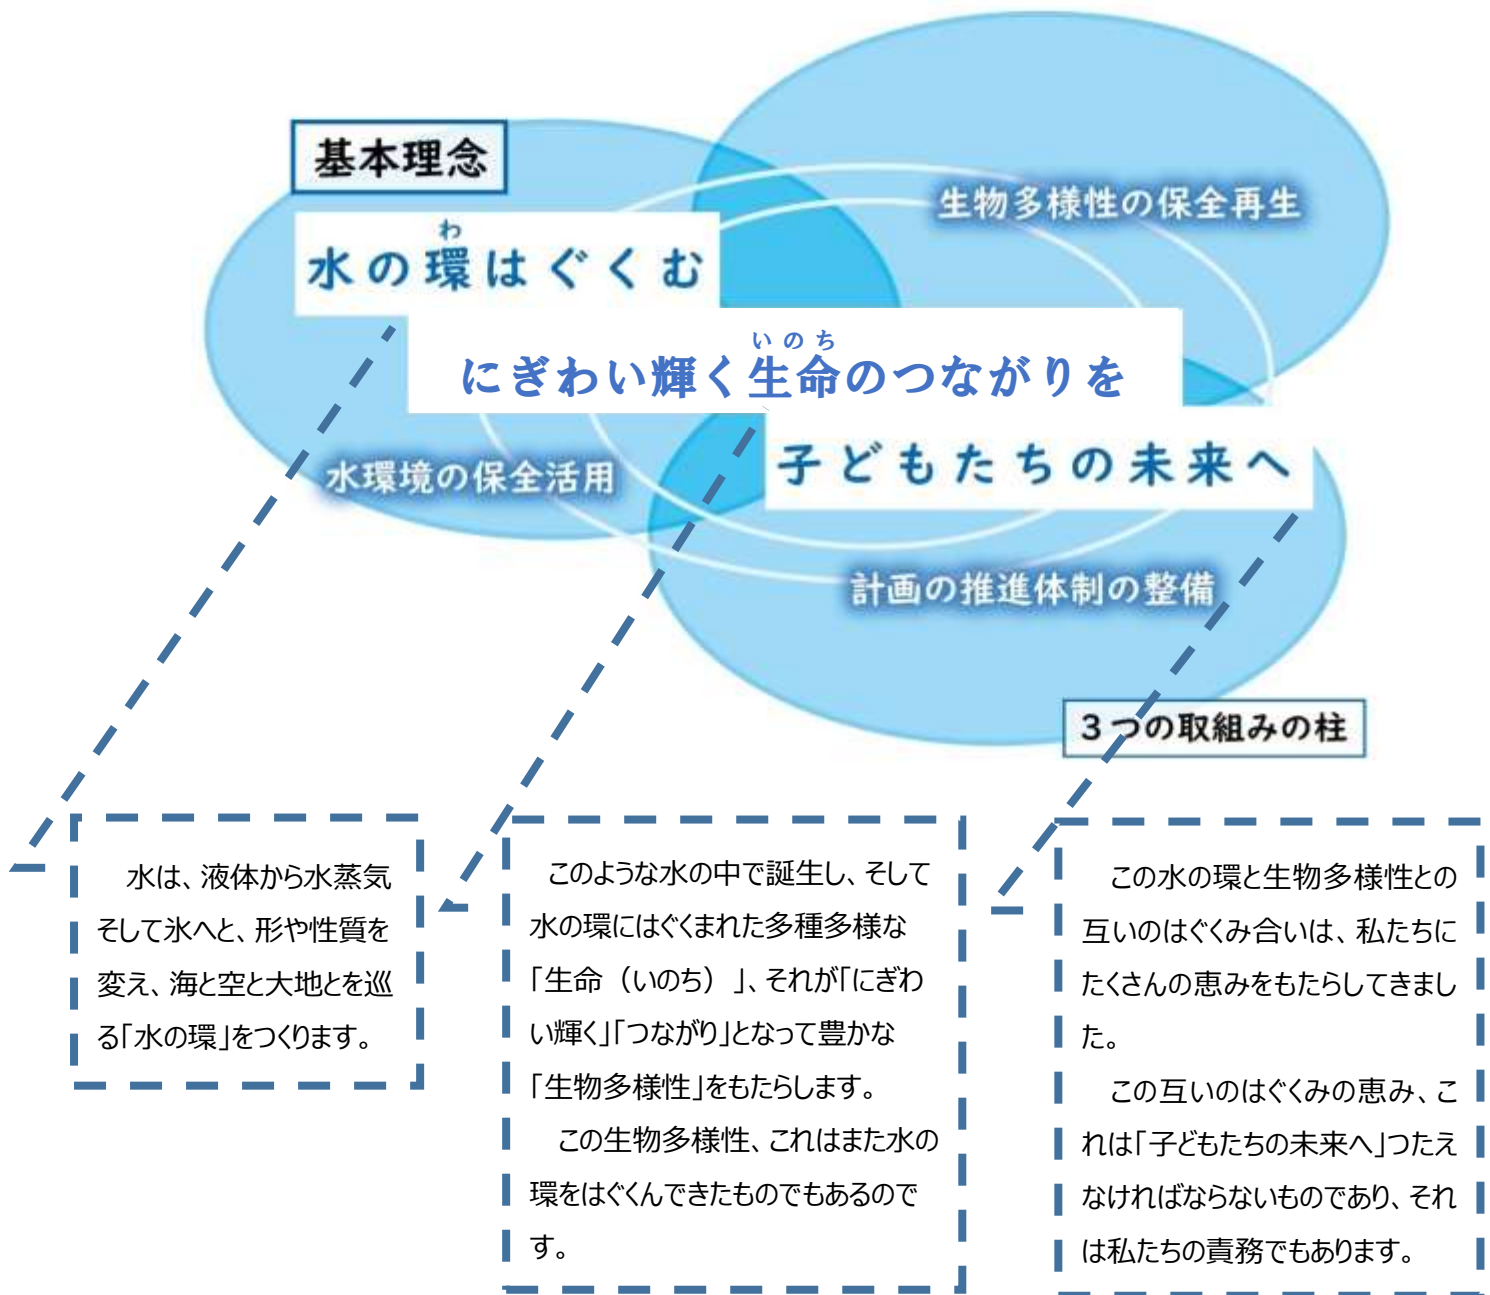 基本理念
わ
水の環はぐくむ
いのち
にぎわい輝く生命のつながりを
子どもたちの未来へ
生物多様性の保全再生
水環境の保全活用
計画の推進体制の整備
3つの取組みの柱
水は、液体から水蒸気
そして氷へと、形や性質を
変え、海と空と大地とを巡
る「水の環」をつくります。
このような水の中で誕生し、そして
水の環にはぐくまれた多種多様な
「生命（いのち）」、それが「にぎわ
い輝く」「つながり」となって豊かな
「生物多様性」をもたらします。
この生物多様性、これはまた水の
環をはぐくんできたものでもあるので
す。
この水の環と生物多様性との
互いのはぐくみ合いは、私たちに
たくさんの恵みをもたらしてきまし
た。
この互いのはぐくみの恵み、こ
れは「子どもたちの未来へ」つたえ
なければならないものであり、それ
は私たちの責務でもあります。